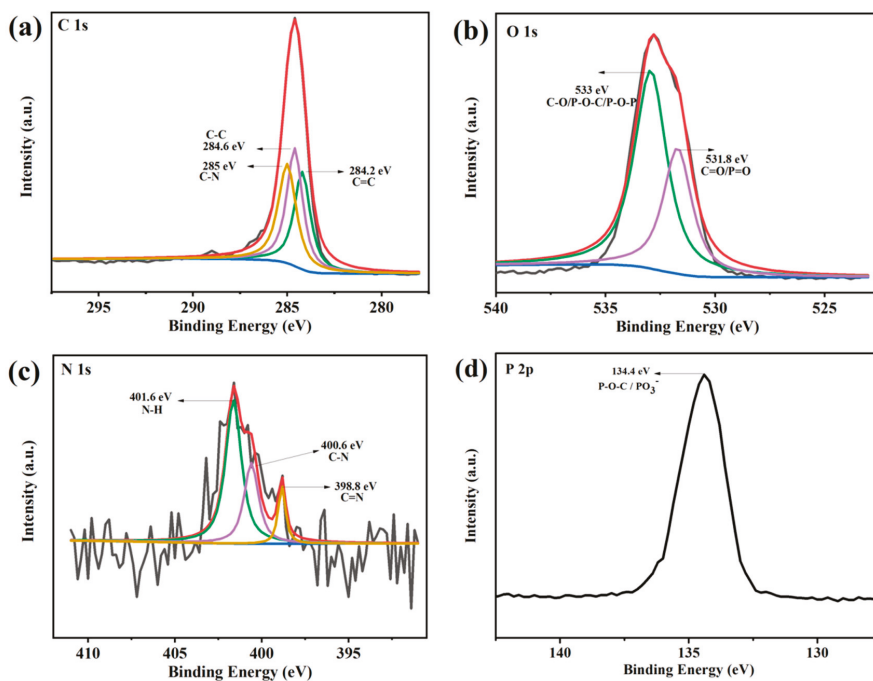 (a)
C 1s
C-C
284.6 eV
285 eV
C-N
284.2 eV
C=C
Intensity (a.u.)
295
290
285
280
Binding Energy (eV)
(b)
O 1s
533 eV
C-O/P-O-C/P-O-P
531.8 eV
C=O/P=O
Intensity (a.u.)
540
535
530
525
Binding Energy (eV)
(c)
N 1s
401.6 eV
N-H
400.6 eV
C-N
398.8 eV
C=N
Intensity (a.u.)
410
405
400
395
Binding Energy (eV)
(d)
P 2p
134.4 eV
P-O-C / PO₃⁻
Intensity (a.u.)
140
135
130
Binding Energy (eV)